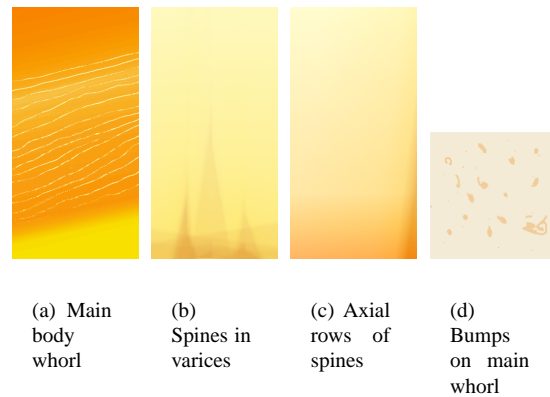 (a) Main
body
whorl
(b)
Spines in
varices
(c) Axial
rows of
spines
(d)
Bumps
on main
whorl